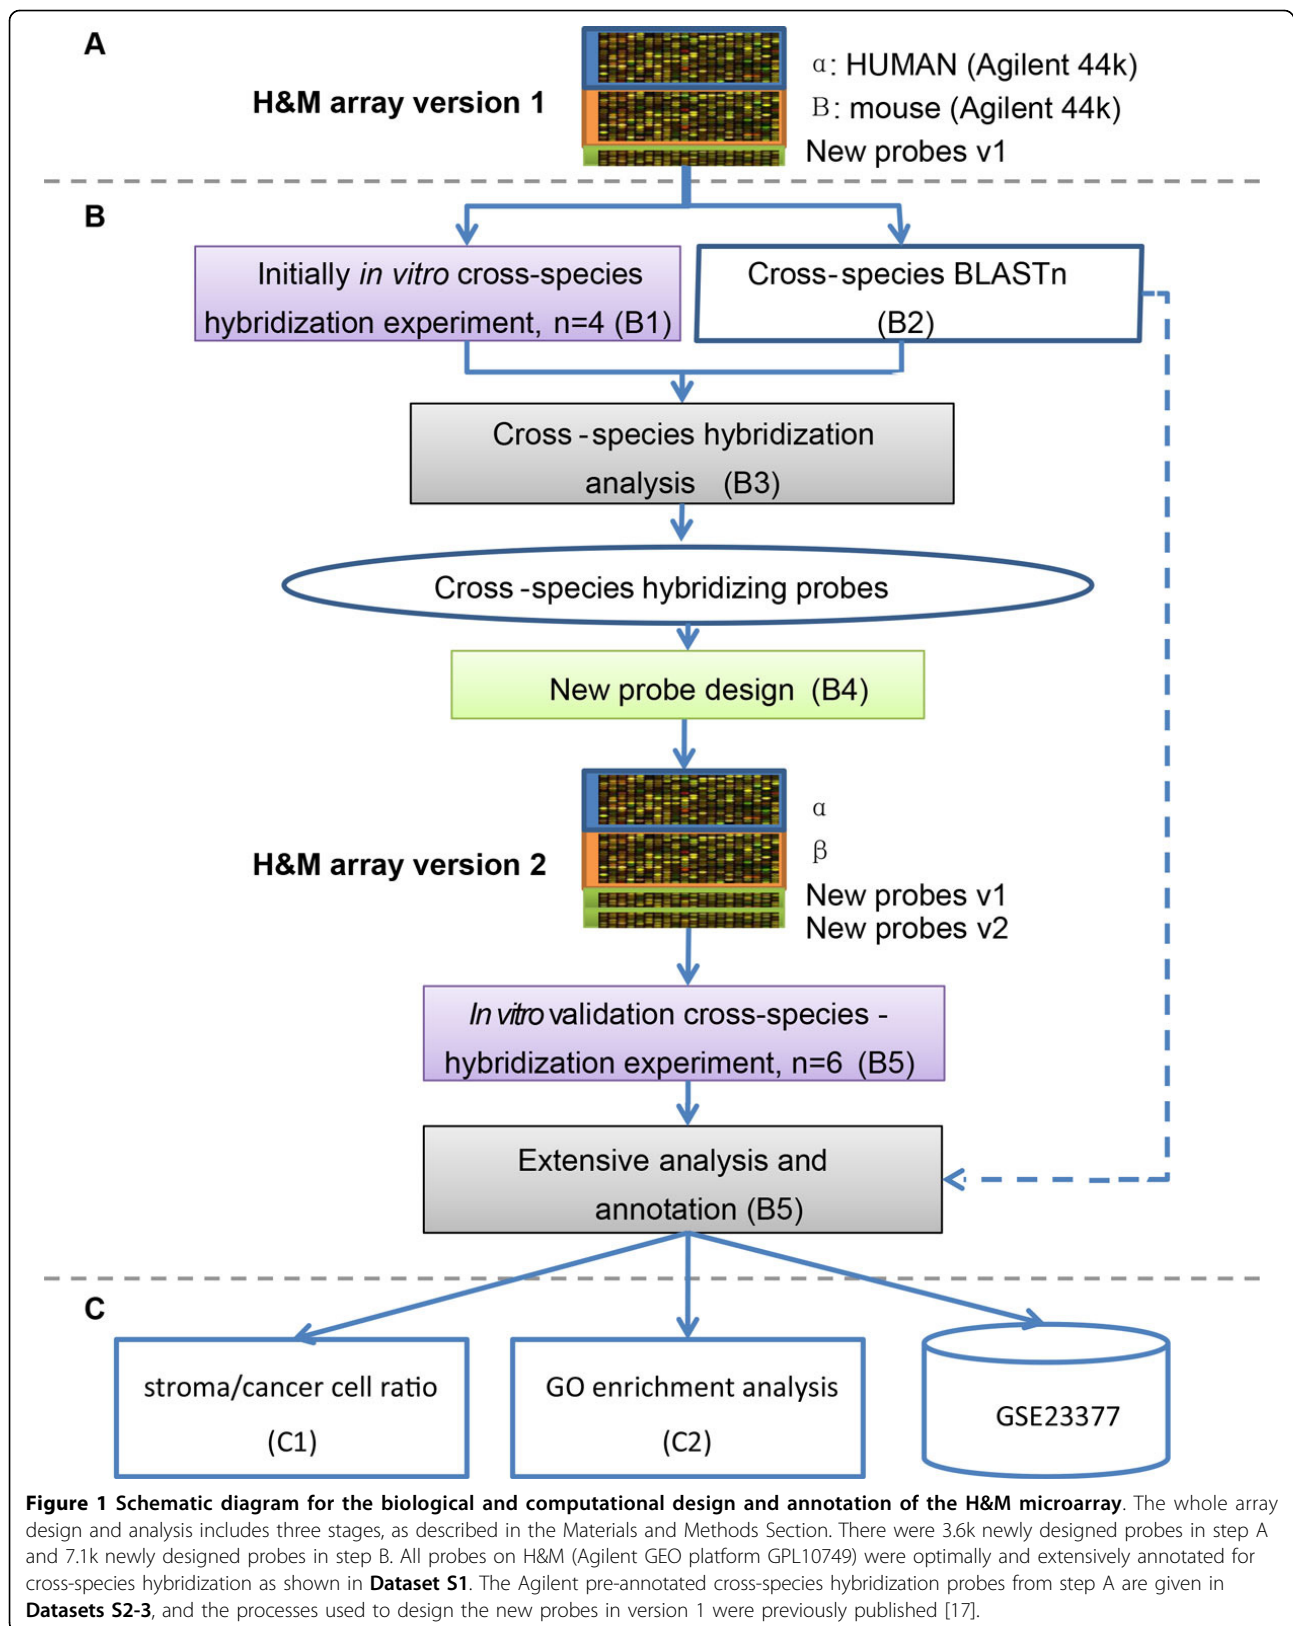 A
H&M array version 1
α: HUMAN (Agilent 44k)
B: mouse (Agilent 44k)
New probes v1
B
Initially in vitro cross-species
hybridization experiment, n=4 (B1)
Cross-species BLASTn
(B2)
Cross-species hybridization
analysis (B3)
Cross-species hybridizing probes
New probe design (B4)
H&M array version 2
α
β
New probes v1
New probes v2
In vitro validation cross-species -
hybridization experiment, n=6 (B5)
Extensive analysis and
annotation (B5)
C
stroma/cancer cell ratio
(C1)
GO enrichment analysis
(C2)
GSE23377
Figure 1 Schematic diagram for the biological and computational design and annotation of the H&M microarray. The whole array
design and analysis includes three stages, as described in the Materials and Methods Section. There were 3.6k newly designed probes in step A
and 7.1k newly designed probes in step B. All probes on H&M (Agilent GEO platform GPL10749) were optimally and extensively annotated for
cross-species hybridization as shown in Dataset S1. The Agilent pre-annotated cross-species hybridization probes from step A are given in
Datasets S2-3, and the processes used to design the new probes in version 1 were previously published [17].